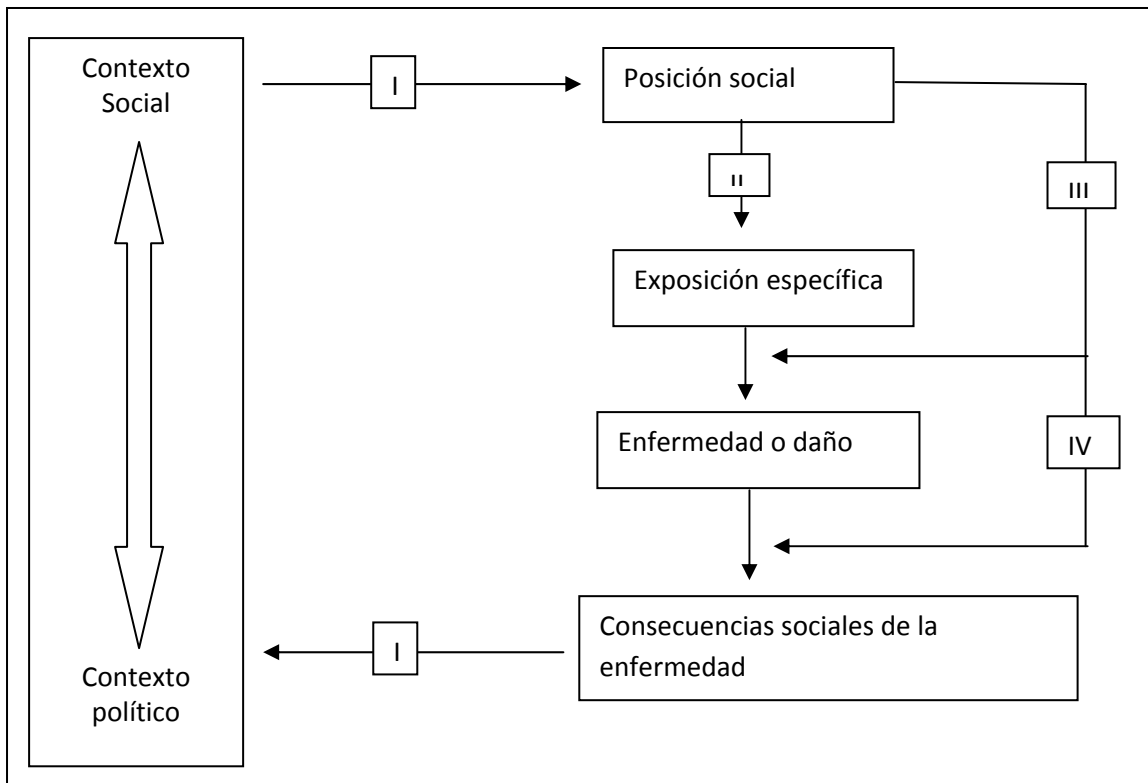 Contexto
Social
I
Posición social
II
III
Exposición específica
Enfermedad o daño
IV
Consecuencias sociales de la
enfermedad
I
Contexto
político